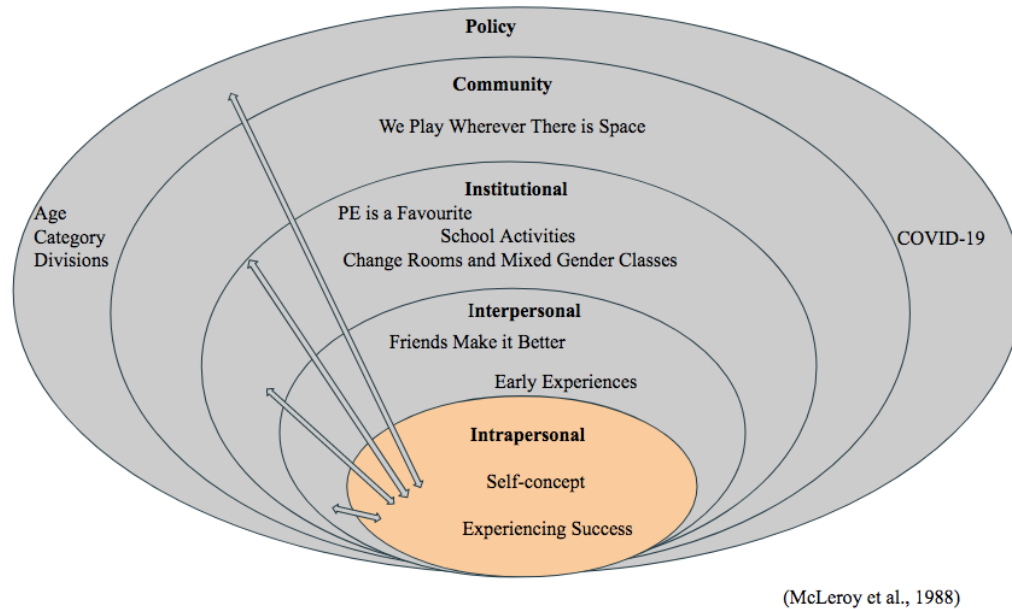 Policy
Community
We Play Wherever There is Space
Institutional
PE is a Favourite
School Activities
Change Rooms and Mixed Gender Classes
Age
Category
Divisions
COVID-19
Interpersonal
Friends Make it Better
Early Experiences
Intrapersonal
Self-concept
Experiencing Success
(McLeroy et al., 1988)